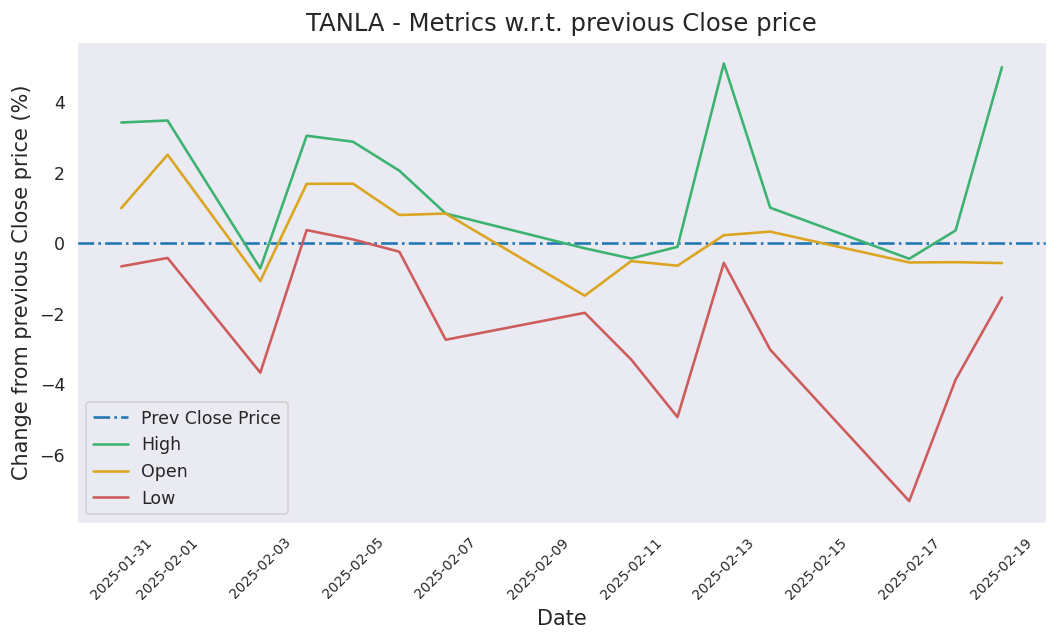 TANLA - Metrics w.r.t. previous Close price
Change from previous Close price (%)
4
2
0
−2
−4
−6
Prev Close Price
High
Open
Low
2025-01-31
2025-02-01
2025-02-03
2025-02-05
2025-02-07
2025-02-09
2025-02-11
2025-02-13
2025-02-15
2025-02-17
2025-02-19
Date